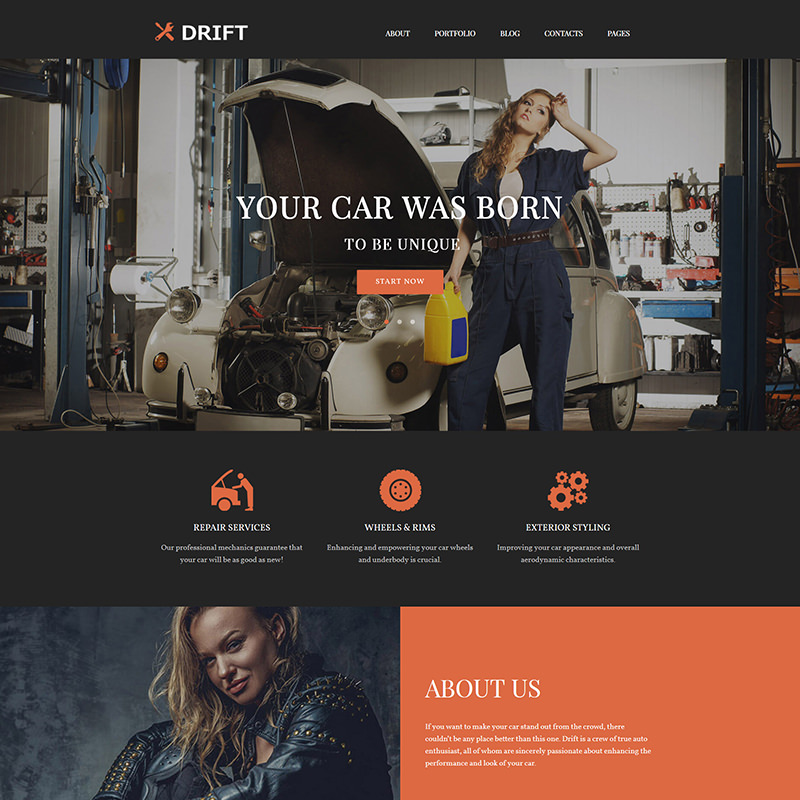 DRIFT
ABOUT PORTFOLIO BLOG CONTACTS PAGES
YOUR CAR WAS BORN
TO BE UNIQUE
START NOW
REPAIR SERVICES
Our professional mechanics guarantee that
your car will be as good as new!
WHEELS & RIMS
Enhancing and empowering your car wheels
and underbody is crucial.
EXTERIOR STYLING
Improving your car appearance and overall
aerodynamic characteristics.
ABOUT US
If you want to make your car stand out from the crowd, there
couldn't be any place better than this one. Drift is a crew of true auto
enthusiast, all of whom are sincerely passionate about enhancing the
performance and look of your car.